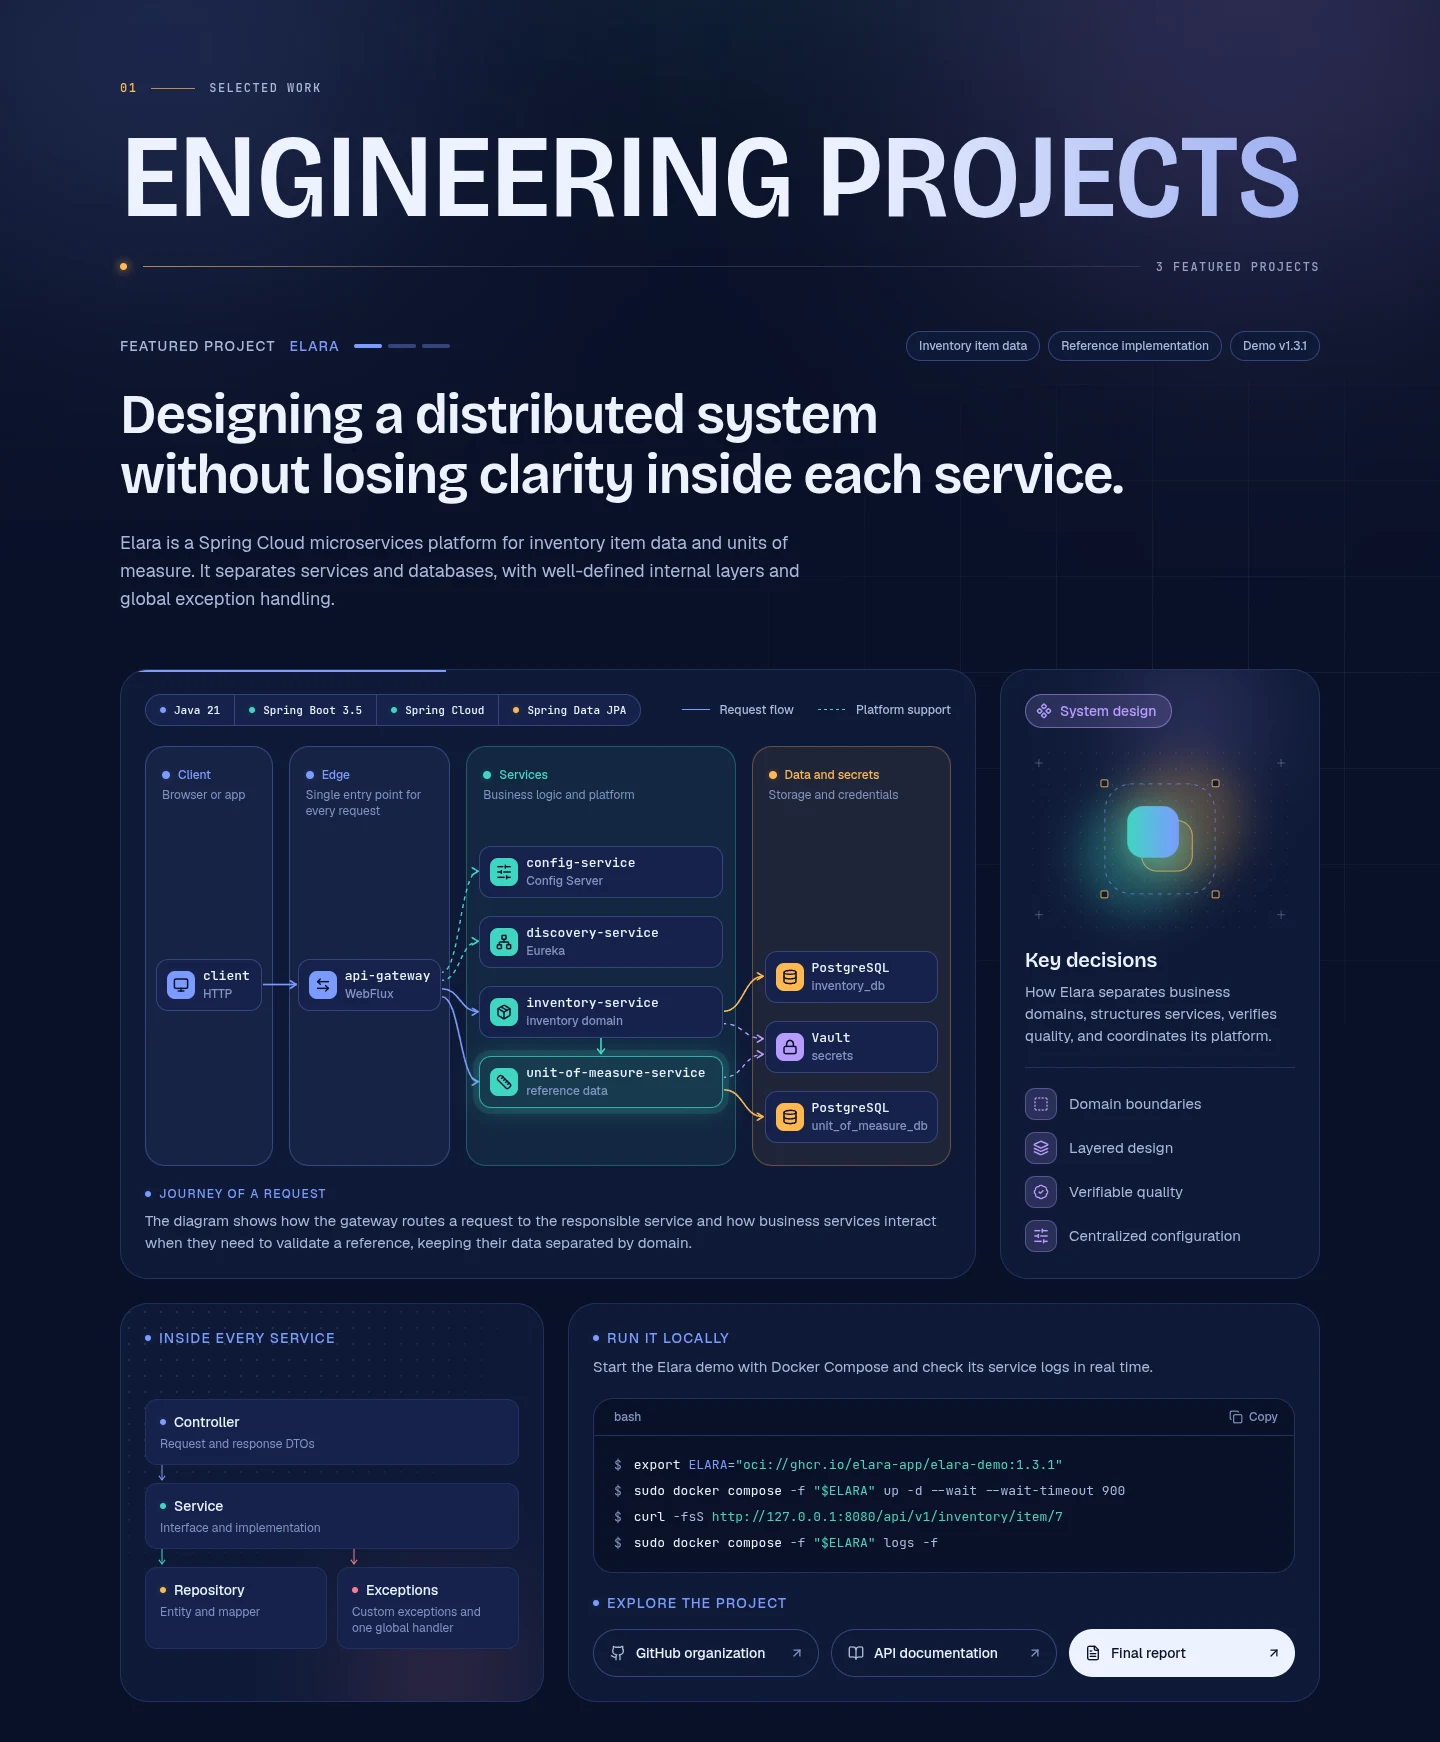 01 SELECTED WORK
ENGINEERING PROJECTS
3 FEATURED PROJECTS
FEATURED PROJECT ELARA
Inventory item data
Reference implementation
Demo v1.3.1
Designing a distributed system
without losing clarity inside each service.
Elara is a Spring Cloud microservices platform for inventory item data and units of
measure. It separates services and databases, with well-defined internal layers and
global exception handling.
Java 21
Spring Boot 3.5
Spring Cloud
Spring Data JPA
Request flow
Platform support
Client
Browser or app
Edge
Single entry point for
every request
Services
Business logic and platform
Data and secrets
Storage and credentials
client
HTTP
api-gateway
WebFlux
config-service
Config Server
discovery-service
Eureka
inventory-service
inventory domain
unit-of-measure-service
reference data
PostgreSQL
inventory_db
Vault
secrets
PostgreSQL
unit_of_measure_db
JOURNEY OF A REQUEST
The diagram shows how the gateway routes a request to the responsible service and how business services interact
when they need to validate a reference, keeping their data separated by domain.
System design
Key decisions
How Elara separates business
domains, structures services, verifies
quality, and coordinates its platform.
Domain boundaries
Layered design
Verifiable quality
Centralized configuration
INSIDE EVERY SERVICE
Controller
Request and response DTOs
Service
Interface and implementation
Repository
Entity and mapper
Exceptions
Custom exceptions and
one global handler
RUN IT LOCALLY
Start the Elara demo with Docker Compose and check its service logs in real time.
bash
Copy
$ export ELARA="oci://ghcr.io/elara-app/elara-demo:1.3.1"
$ sudo docker compose -f "$ELARA" up -d --wait --wait-timeout 900
$ curl -fsS http://127.0.0.1:8080/api/v1/inventory/item/7
$ sudo docker compose -f "$ELARA" logs -f
EXPLORE THE PROJECT
GitHub organization
API documentation
Final report